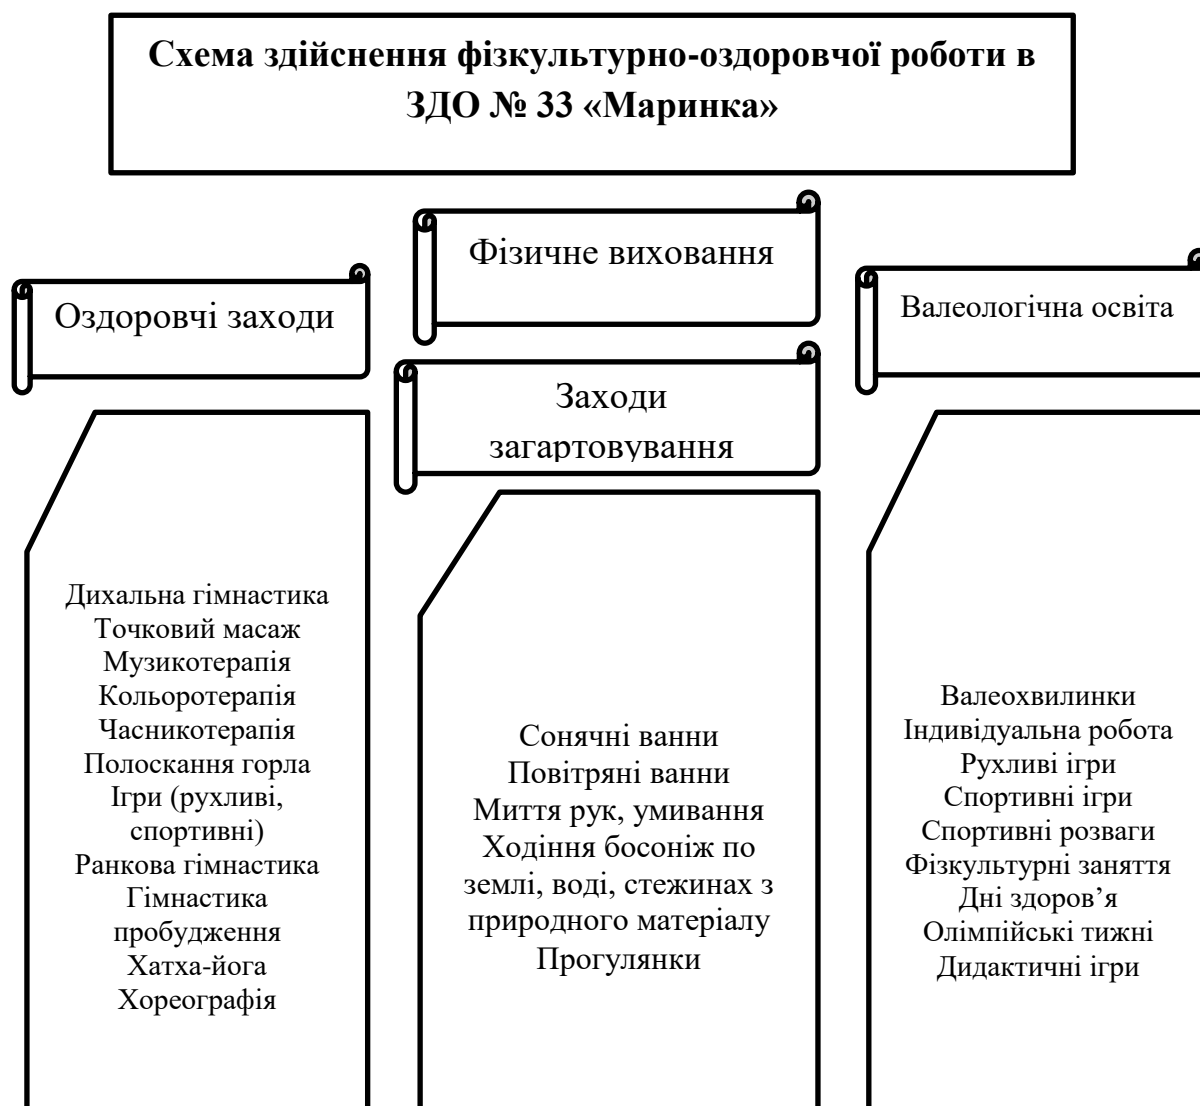 Схема здійснення фізкультурно-оздоровчої роботи в
ЗДО № 33 «Маринка»
Фізичне виховання
Оздоровчі заходи
Валеологічна освіта
Заходи
загартовування
Дихальна гімнастика
Точковий масаж
Музикотерапія
Кольоротерапія
Часникотерапія
Полоскання горла
Ігри (рухливі,
спортивні)
Ранкова гімнастика
Гімнастика
пробудження
Хатха-йога
Хореографія
Сонячні ванни
Повітряні ванни
Миття рук, умивання
Ходіння босоніж по
землі, воді, стежинах з
природного матеріалу
Прогулянки
Валеохвилинки
Індивідуальна робота
Рухливі ігри
Спортивні ігри
Спортивні розваги
Фізкультурні заняття
Дні здоров’я
Олімпійські тижні
Дидактичні ігри